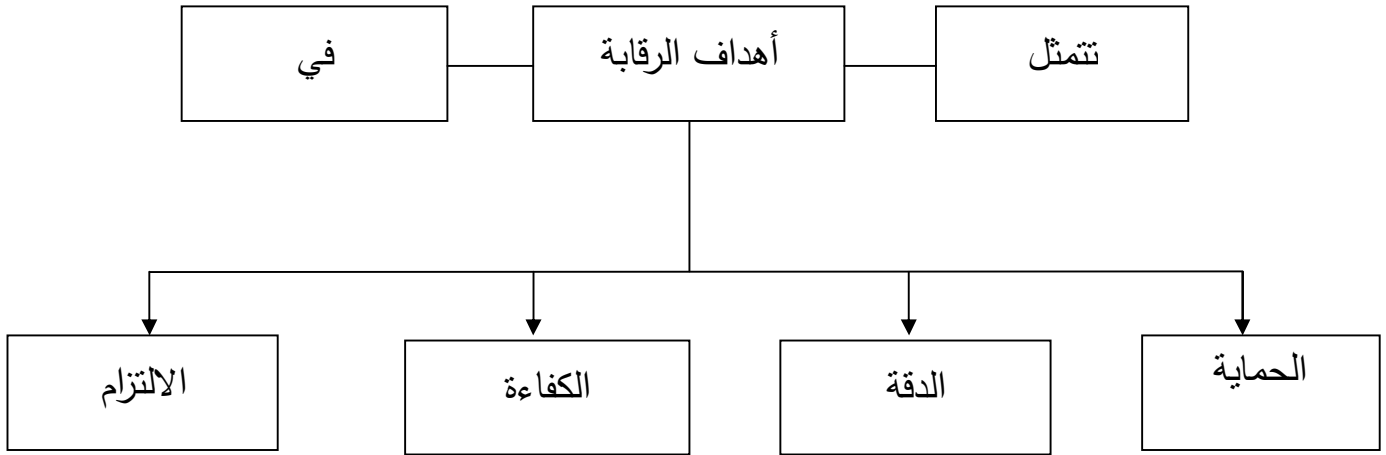 تتمثل
أهداف الرقابة
في
الحماية
الدقة
الكفاءة
الالتزام